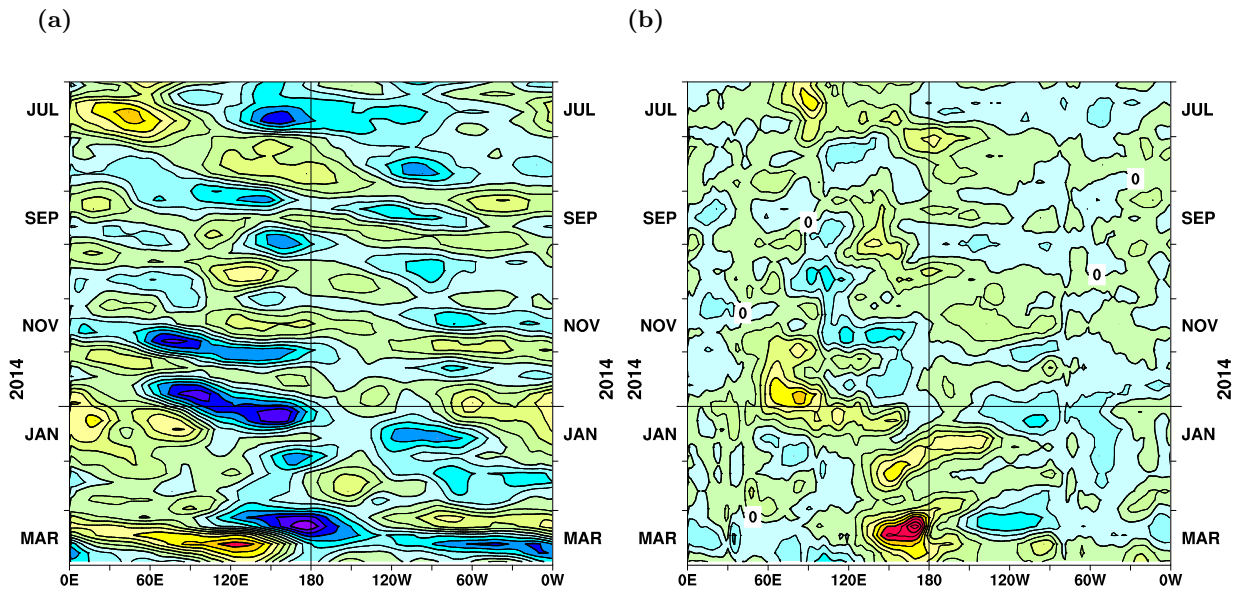 (a)
(b)
JUL JUL JUL JUL
SEP SEP SEP SEP
0
0
0
0
NOV NOV NOV NOV
2014 2014 2014 2014
JAN JAN JAN JAN
0
MAR MAR MAR MAR
0E 60E 120E 180 120W 60W 0W
0E 60E 120E 180 120W 60W 0W